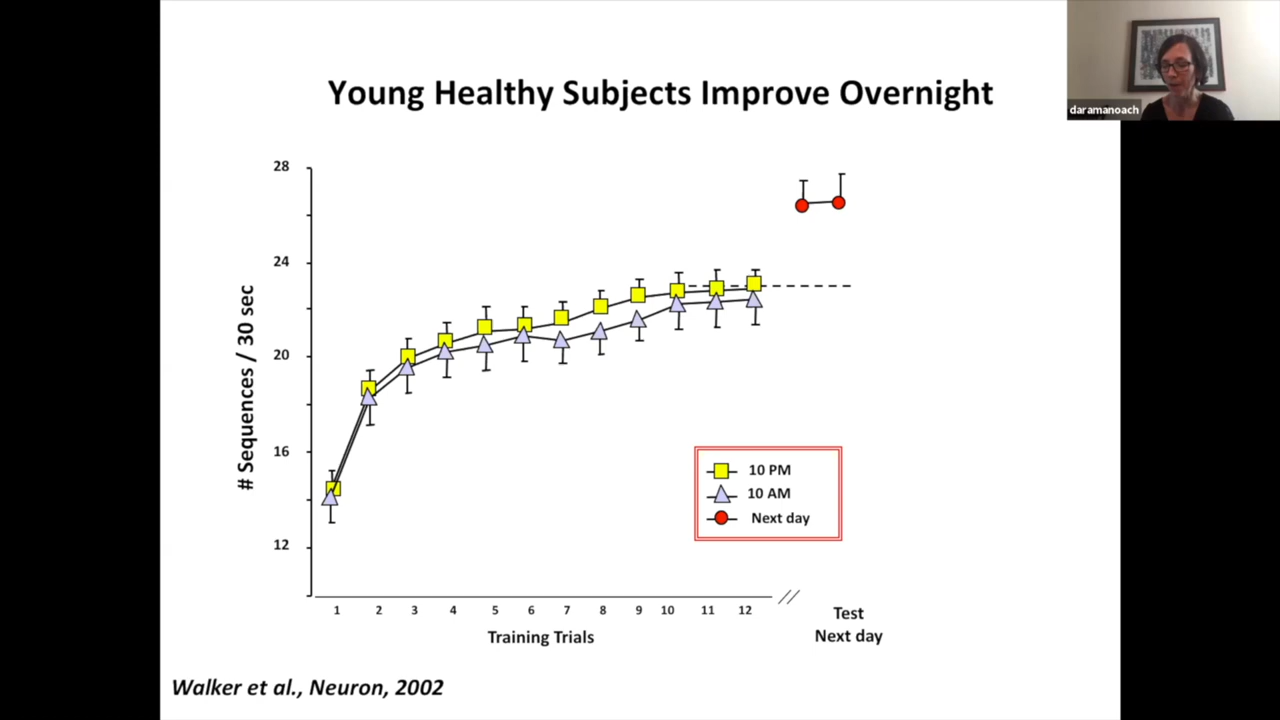 daramanoach
Young Healthy Subjects Improve Overnight
28
24
20
16
12
# Sequences / 30 sec
10 PM
10 AM
Next day
1 2 3 4 5 6 7 8 9 10 11 12
Training Trials
Test
Next day
Walker et al., Neuron, 2002